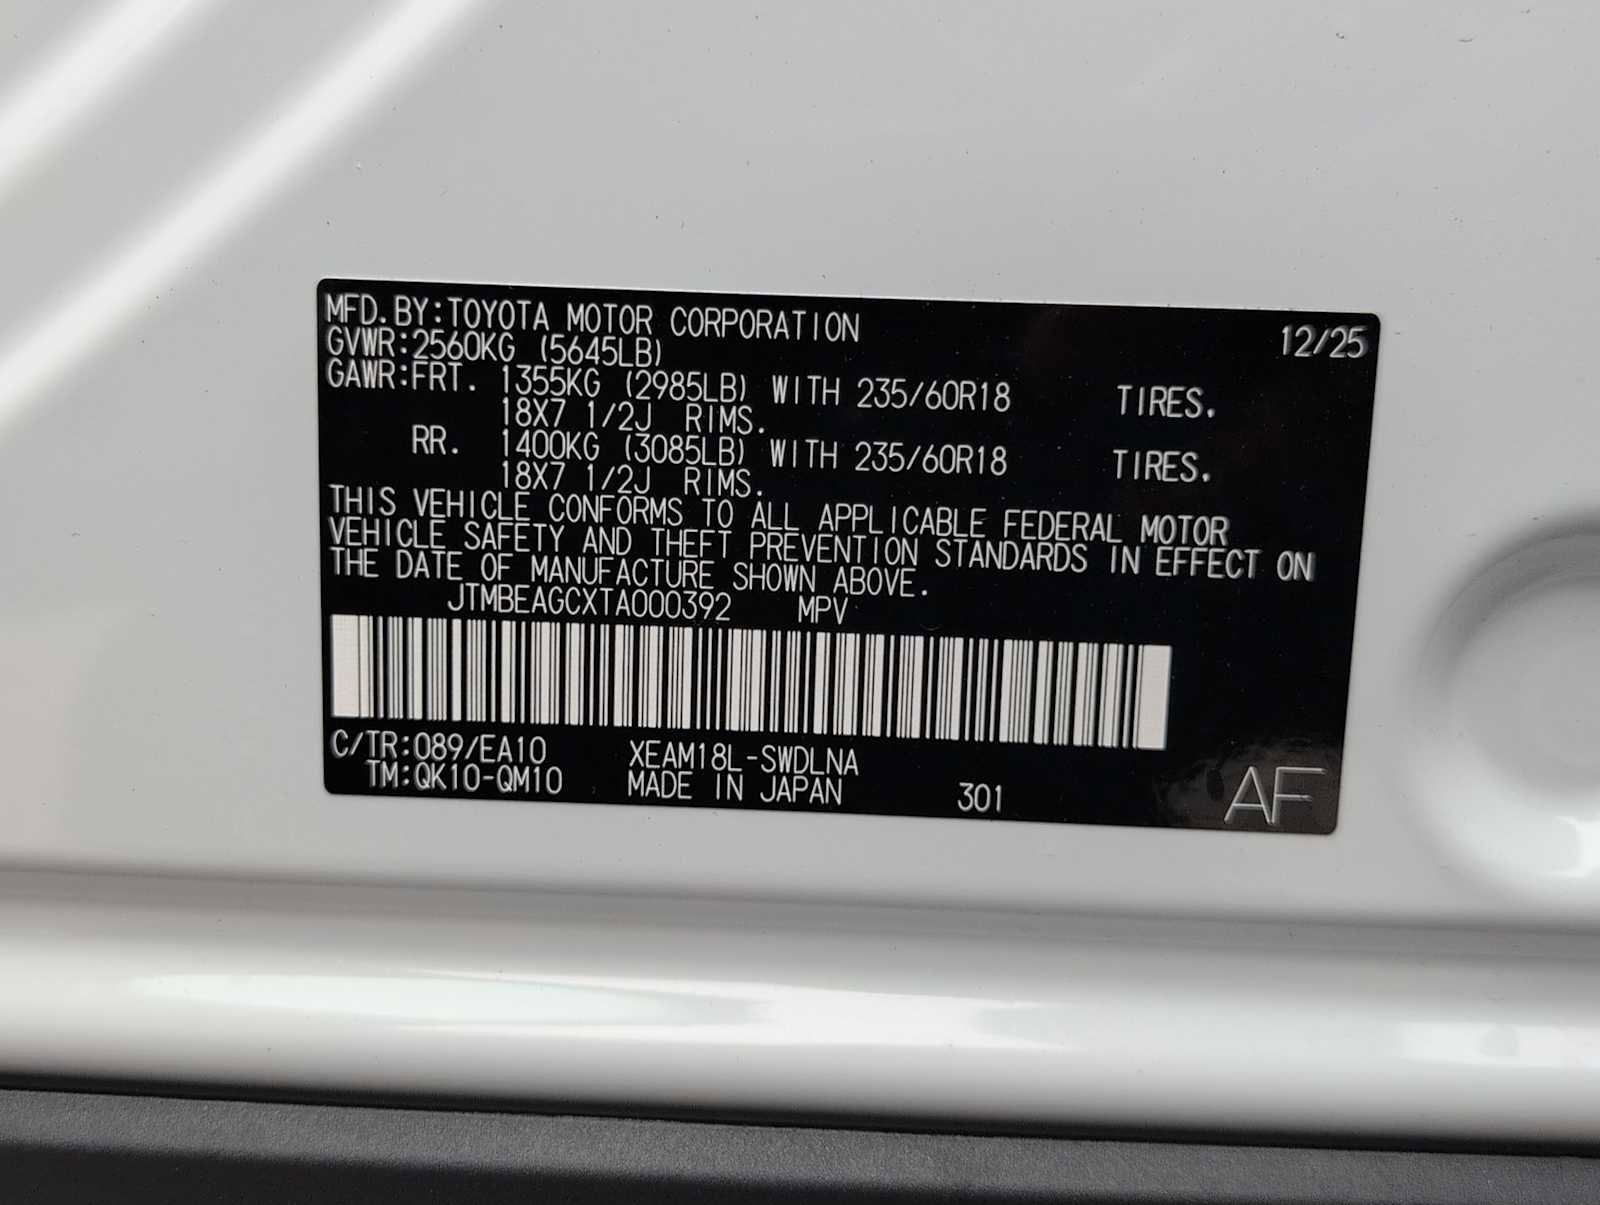 MFD.BY:TOYOTA MOTOR CORPORATION 12/25
GVWR:2560KG (5645LB)
GAWR:FRT. 1355KG (2985LB) WITH 235/60R18 TIRES.
18X7 1/2J RIMS.
RR. 1400KG (3085LB) WITH 235/60R18 TIRES.
18X7 1/2J RIMS.
THIS VEHICLE CONFORMS TO ALL APPLICABLE FEDERAL MOTOR
VEHICLE SAFETY AND THEFT PREVENTION STANDARDS IN EFFECT ON
THE DATE OF MANUFACTURE SHOWN ABOVE.
JTMBEAGCXTA000392 MPV
C/TR:089/EA10 XEAM18L-SWDLNA
TM:QK10-QM10 MADE IN JAPAN 301 AF